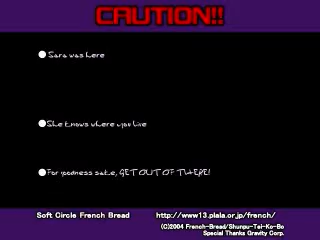 CAUTION!!
● Sara was here
● She knows where you live
● For goodness sake, GET OUT OF THERE!
Soft Circle French Bread http://www13.plala.or.jp/french/
(C)2004 French-Bread/Shunpu-Tei-Ko-Bo
Special Thanks Gravity Corp.